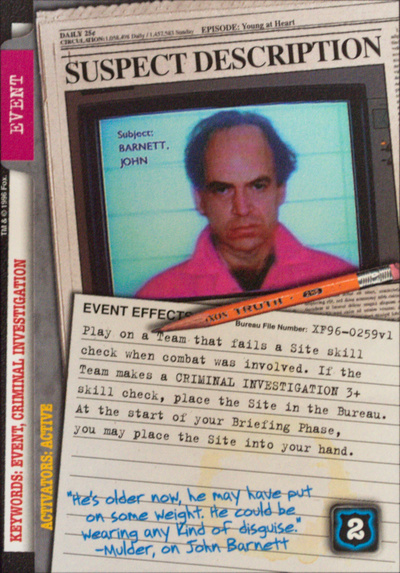 DAILY 25¢
EPISODE: Young at Heart
SUSPECT DESCRIPTION
EVENT
Subject:
BARNETT,
JOHN
TM & © 1996 Fox.
TRUTH
EVENT EFFECTS
Bureau File Number: XF96-0259v1
Play on a Team that fails a Site skill
check when combat was involved. If the
Team makes a CRIMINAL INVESTIGATION 3+
skill check, place the Site in the Bureau.
At the start of your Briefing Phase,
you may place the Site into your hand.
KEYWORDS: EVENT, CRIMINAL INVESTIGATION
ACTIVATORS: ACTIVE
"He's older now, he may have put
on some weight. He could be
wearing any kind of disguise."
-Mulder, on John Barnett
2